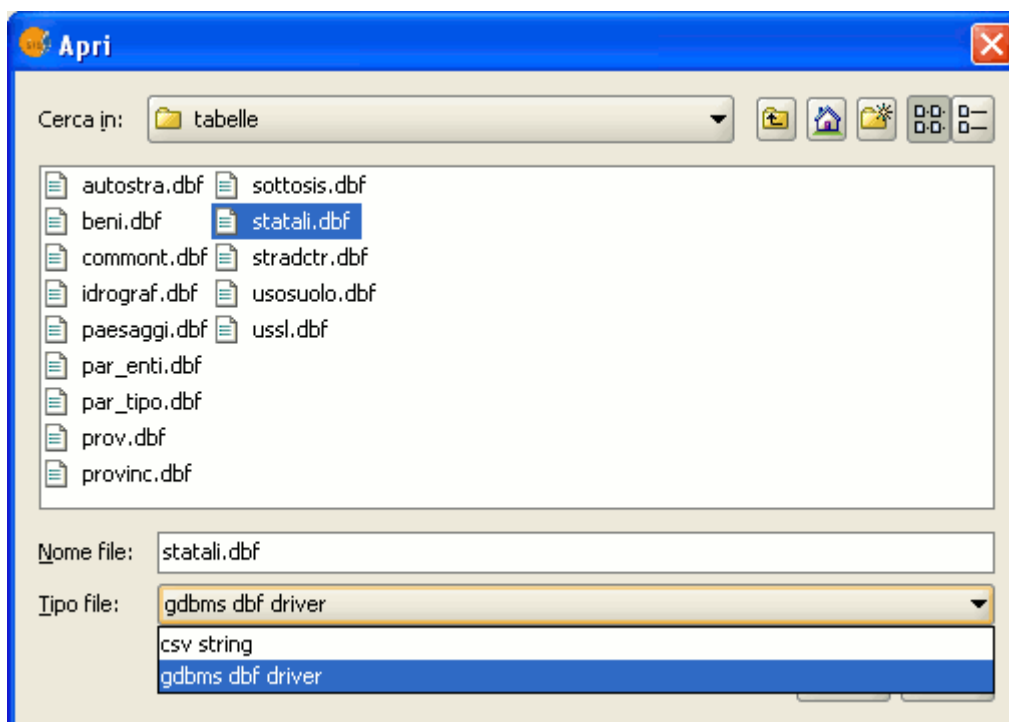 Apri
Cerca in: tabelle
autostra.dbf sottosis.dbf
beni.dbf statali.dbf
commont.dbf stradctr.dbf
idrograf.dbf usosuolo.dbf
paesaggi.dbf ussl.dbf
par_enti.dbf
par_tipo.dbf
prov.dbf
provinc.dbf
Nome file: statali.dbf
Tipo file: gdbms dbf driver
csv string
gdbms dbf driver